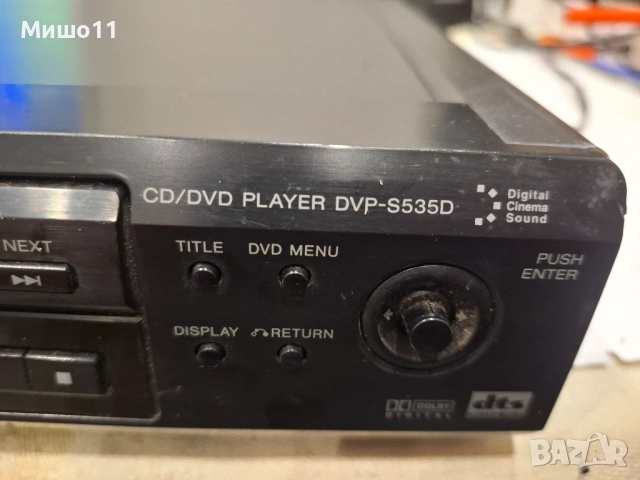 Мишо11
CD/DVD PLAYER DVP-S535D
Digital
Cinema
Sound
NEXT
TITLE DVD MENU
PUSH
ENTER
DISPLAY RETURN
DOLBY
DIGITAL
dts
BAZAR